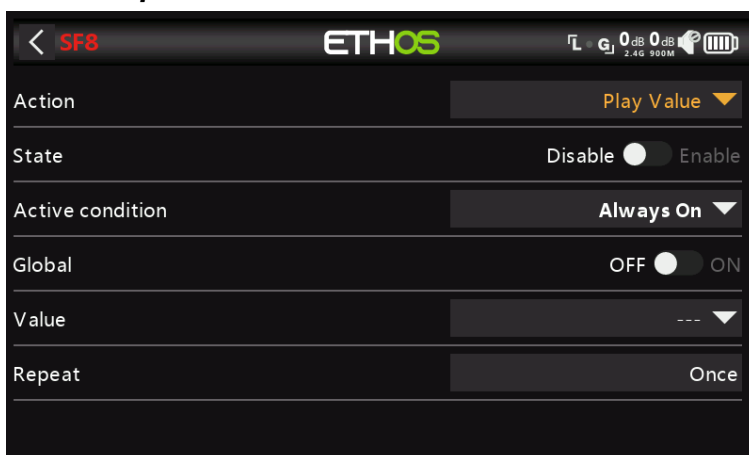 SF8 ETHOS L G 0dB 0dB
2.4G 900M
Action Play Value
State Disable Enable
Active condition Always On
Global OFF ON
Value ---
Repeat Once